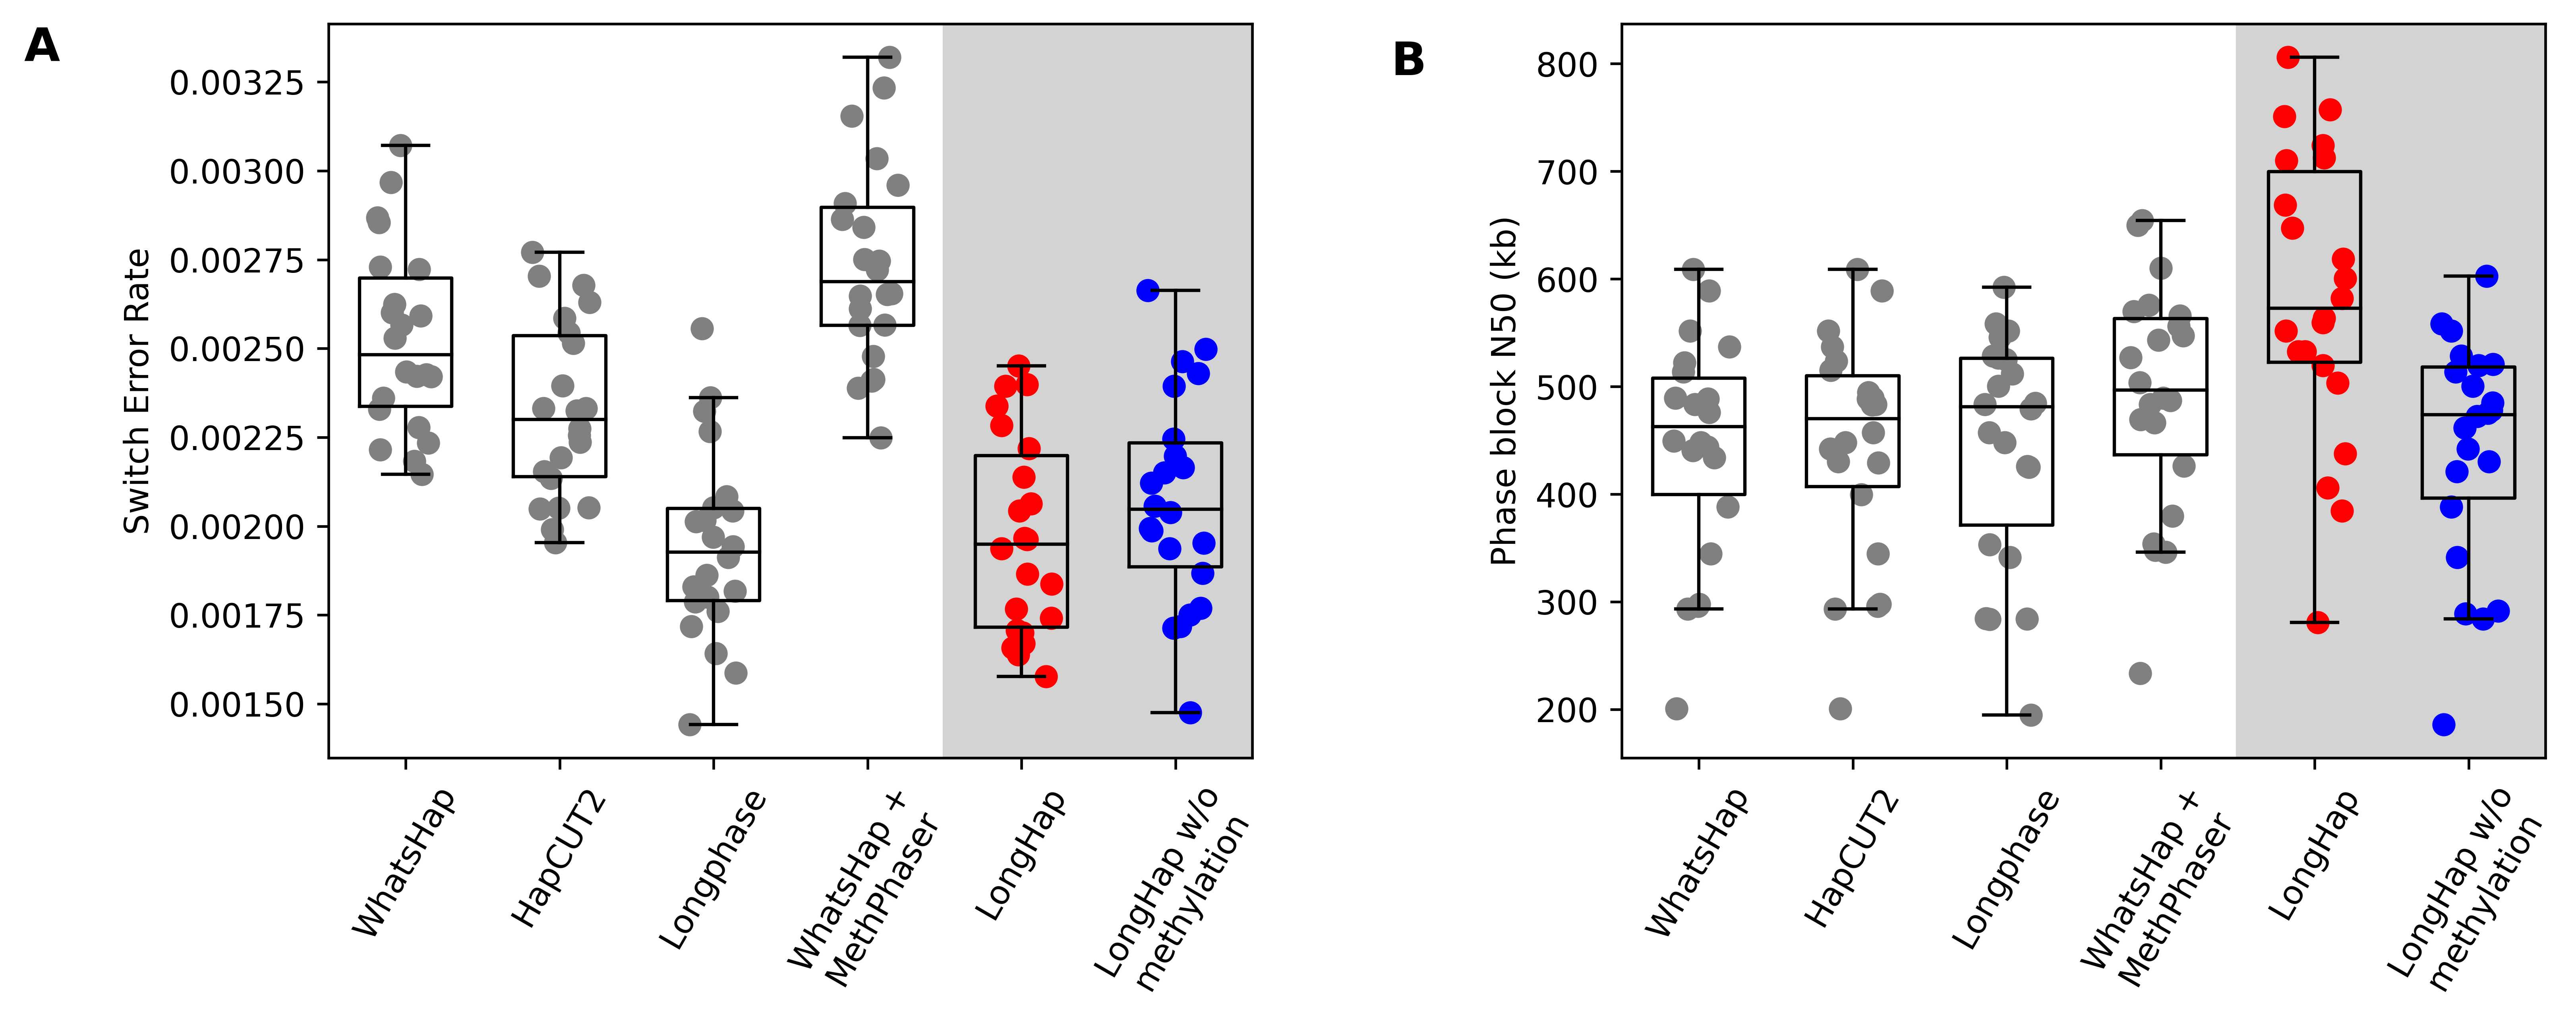 A
Switch Error Rate
0.00325
0.00300
0.00275
0.00250
0.00225
0.00200
0.00175
0.00150
WhatsHap
HapCUT2
Longphase
WhatsHap +
MethPhaser
LongHap
LongHap w/o
methylation
B
Phase block N50 (kb)
800
700
600
500
400
300
200
WhatsHap
HapCUT2
Longphase
WhatsHap +
MethPhaser
LongHap
LongHap w/o
methylation